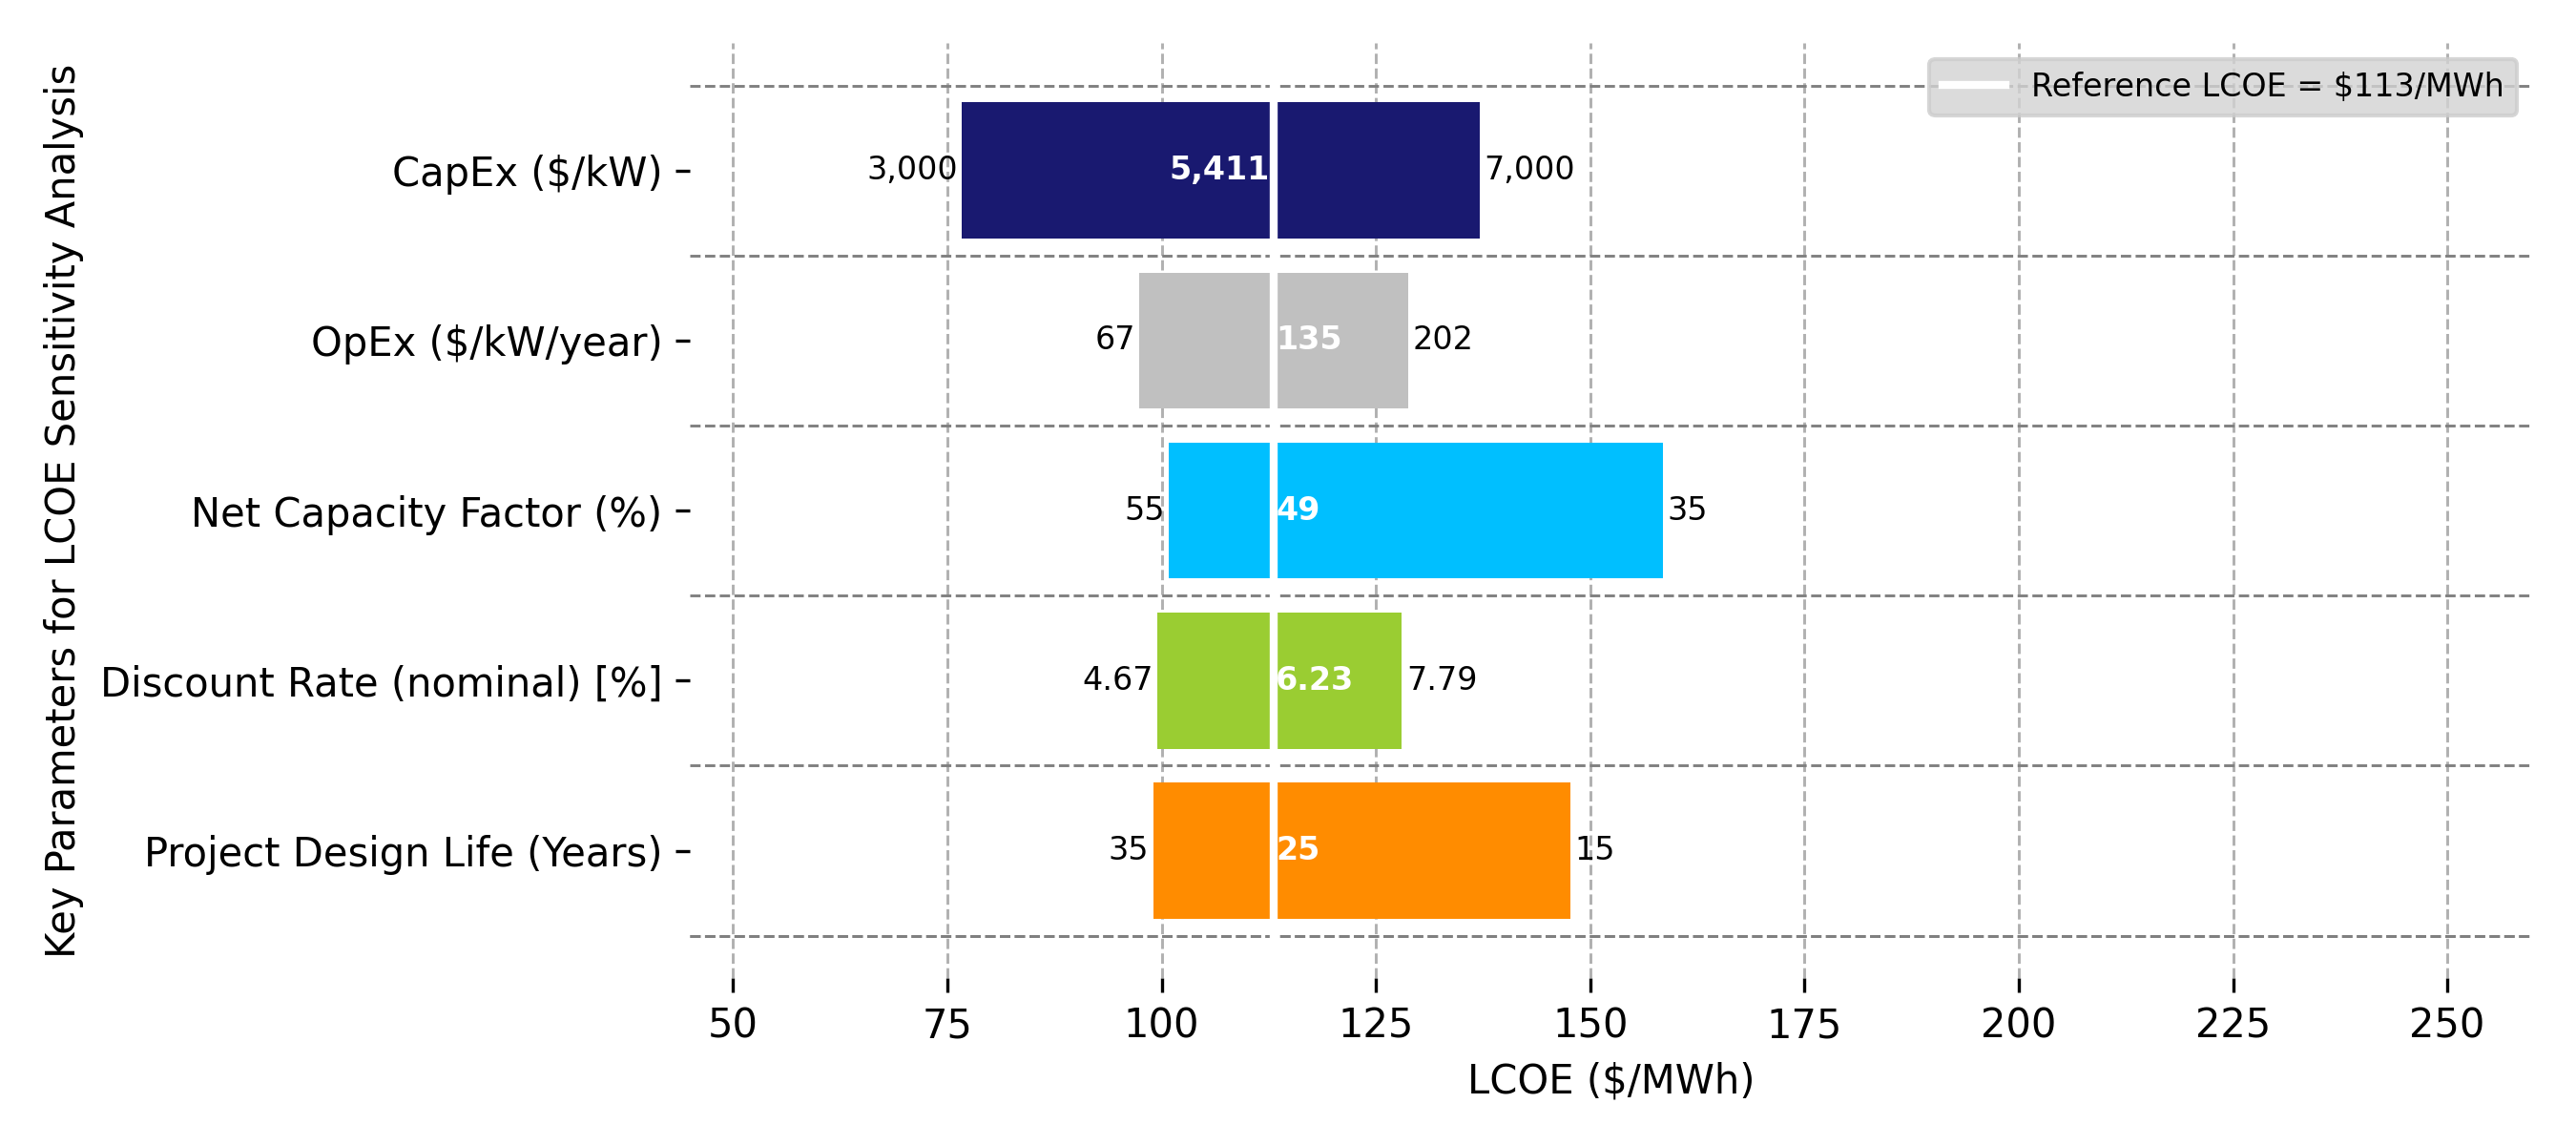 Key Parameters for LCOE Sensitivity Analysis
Reference LCOE = $113/MWh
CapEx ($/kW)
3,000
5,411
7,000
OpEx ($/kW/year)
67
135
202
Net Capacity Factor (%)
55
49
35
Discount Rate (nominal) [%]
4.67
6.23
7.79
Project Design Life (Years)
35
25
15
50 75 100 125 150 175 200 225 250
LCOE ($/MWh)